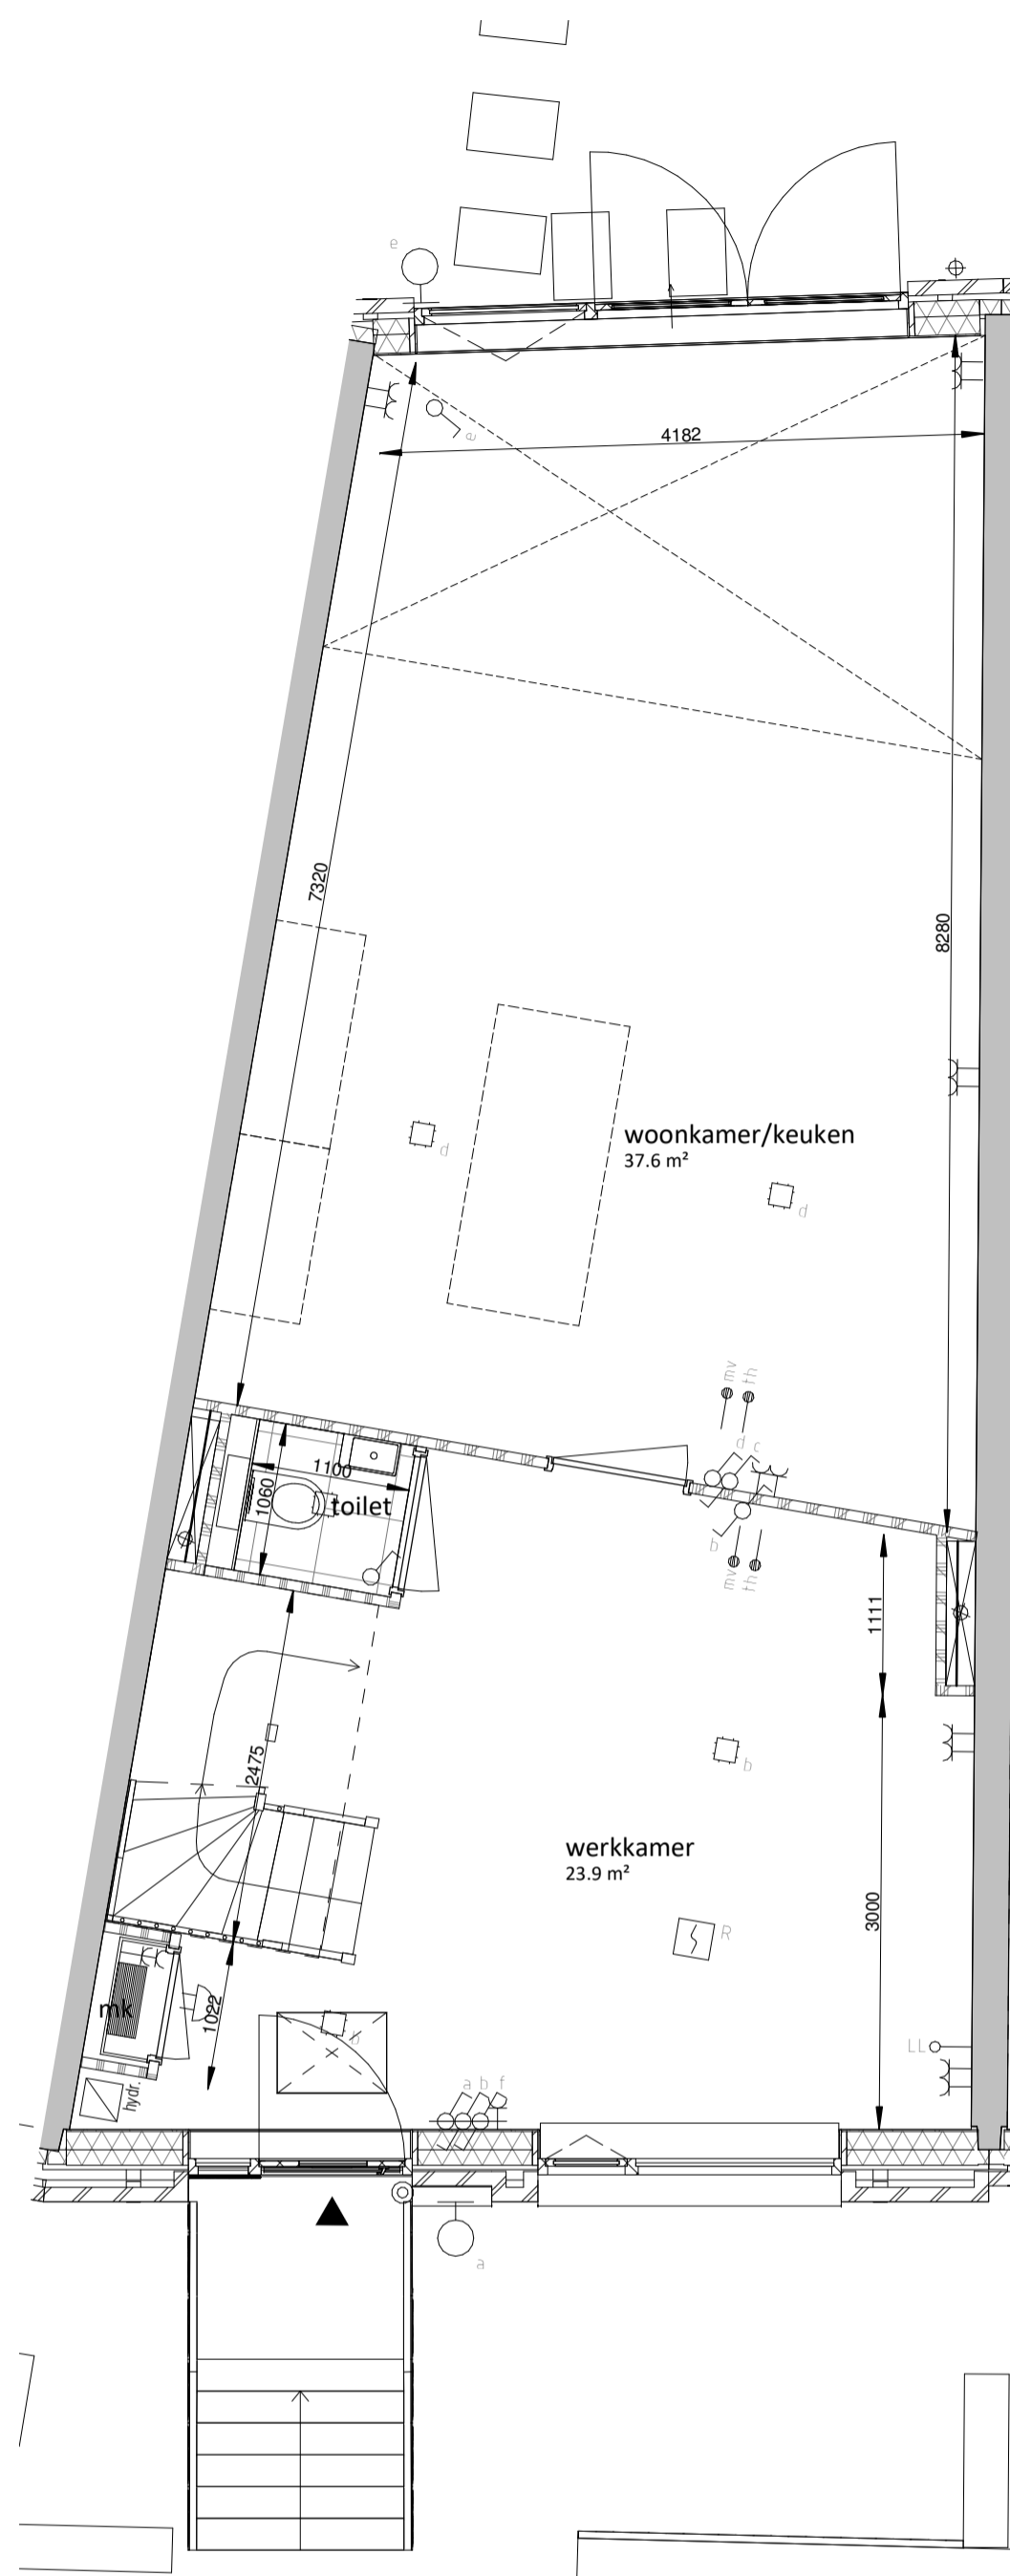 e
e
4182
7320
8280
woonkamer/keuken
37.6 m²
d
d
mv
th
d
c
1100
1060
toilet
b
mv
th
1111
2475
b
werkkamer
23.9 m²
3000
R
mk
1022
b
LL
hydr.
a b f
a